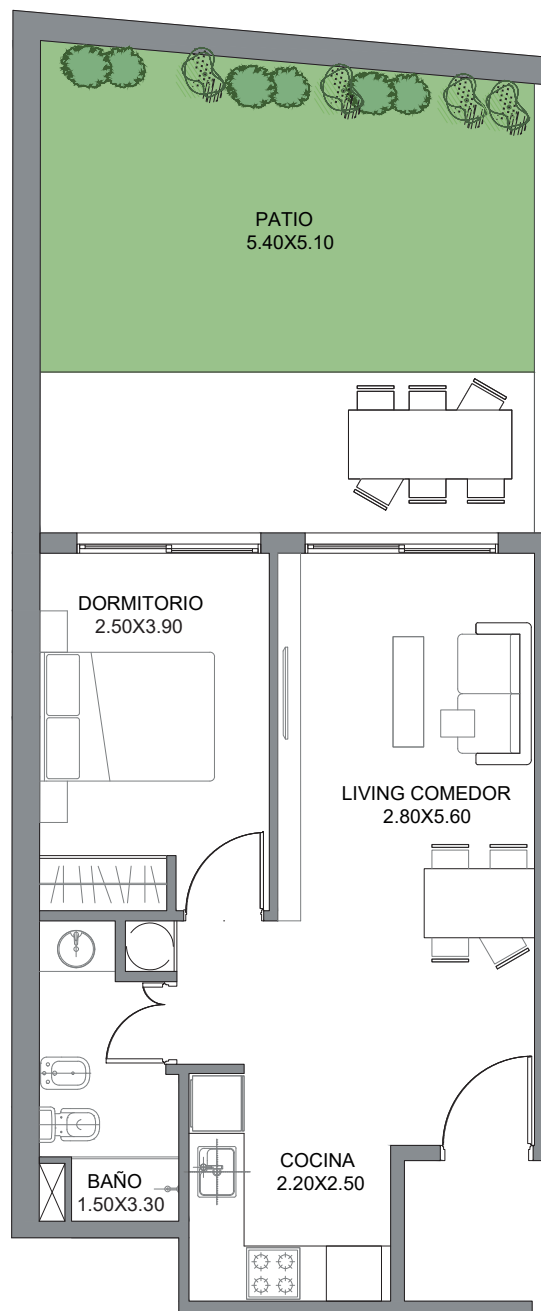 PATIO
5.40X5.10
DORMITORIO
2.50X3.90
LIVING COMEDOR
2.80X5.60
COCINA
2.20X2.50
BAÑO
1.50X3.30